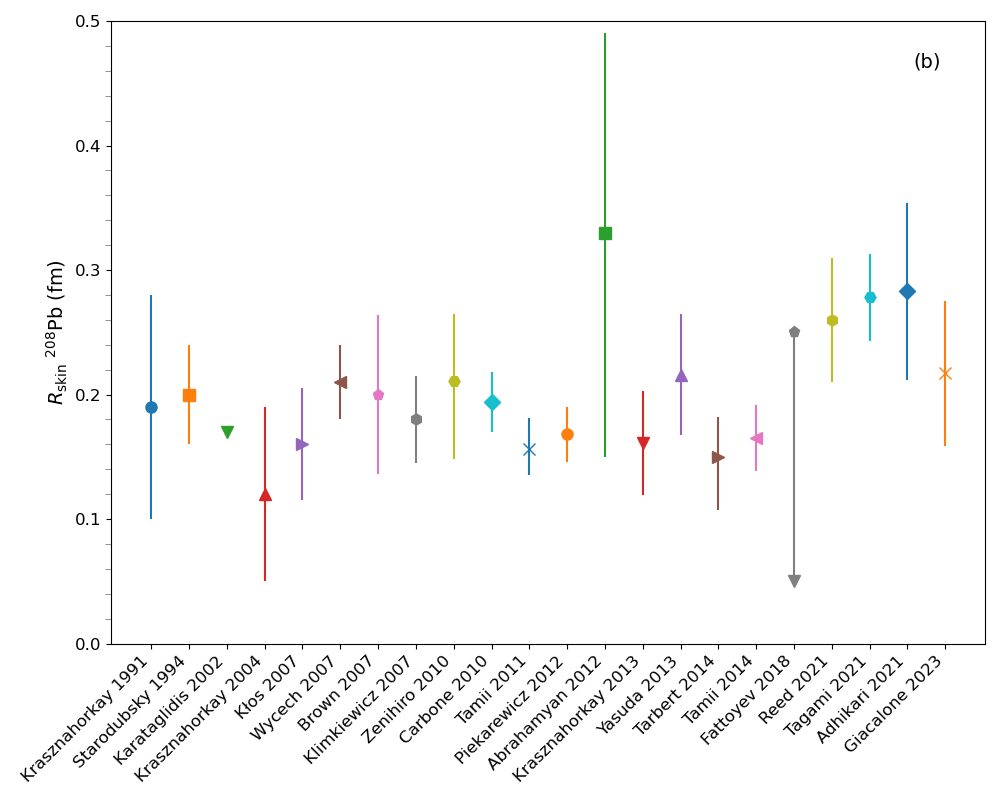 (b)
0.5
0.4
0.3
0.2
0.1
0.0
R_skin ²⁰⁸Pb (fm)
Krasznahorkay 1991
Starodubsky 1994
Karataglidis 2002
Krasznahorkay 2004
Kłos 2007
Wycech 2007
Brown 2007
Klimkiewicz 2007
Zenihiro 2010
Carbone 2010
Tamii 2011
Piekarewicz 2012
Abrahamyan 2012
Krasznahorkay 2013
Yasuda 2013
Tarbert 2014
Tamii 2014
Fattoyev 2018
Reed 2021
Tagami 2021
Adhikari 2021
Giacalone 2023